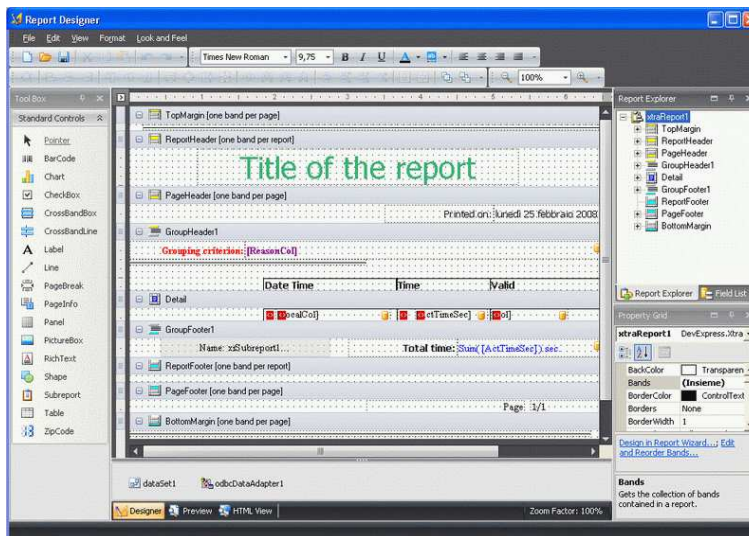 Report Designer
File Edit View Format Look and Feel
Times New Roman 9,75 B I U A
100%
Tool Box
Standard Controls
Pointer
BarCode
Chart
CheckBox
CrossBandBox
CrossBandLine
A Label
Line
PageBreak
PageInfo
Panel
PictureBox
RichText
Shape
Subreport
Table
ZipCode
TopMargin [one band per page]
ReportHeader [one band per report]
Title of the report
PageHeader [one band per page]
Printed on: lunedì 25 febbraio 2008
GroupHeader1
Grouping criterion: [ReasonCol]
Date Time Time Valid
Detail
ocalCol] ctTimeSec] ol]
GroupFooter1
Name: xsSubreport1...
Total time: Sum([ActTimeSec]) sec.
ReportFooter [one band per report]
PageFooter [one band per page]
Page 1/1
BottomMargin [one band per page]
dataSet1 odbcDataAdapter1
Designer Preview HTML View Zoom Factor: 100%
Report Explorer
xtraReport1
TopMargin
ReportHeader
PageHeader
GroupHeader1
Detail
GroupFooter1
ReportFooter
PageFooter
BottomMargin
Report Explorer Field List
Property Grid
xtraReport1 DevExpress.Xtra
BackColor Transparen
Bands (Insieme)
BorderColor ControlText
Borders None
BorderWidth 1
Design in Report Wizard...; Edit
and Reorder Bands...
Bands
Gets the collection of bands
contained in a report.